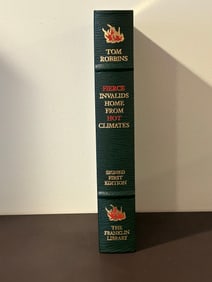 TOM
ROBBINS
FIERCE
INVALIDS
HOME
FROM
HOT
CLIMATES
SIGNED
FIRST
EDITION
THE
FRANKLIN
LIBRARY